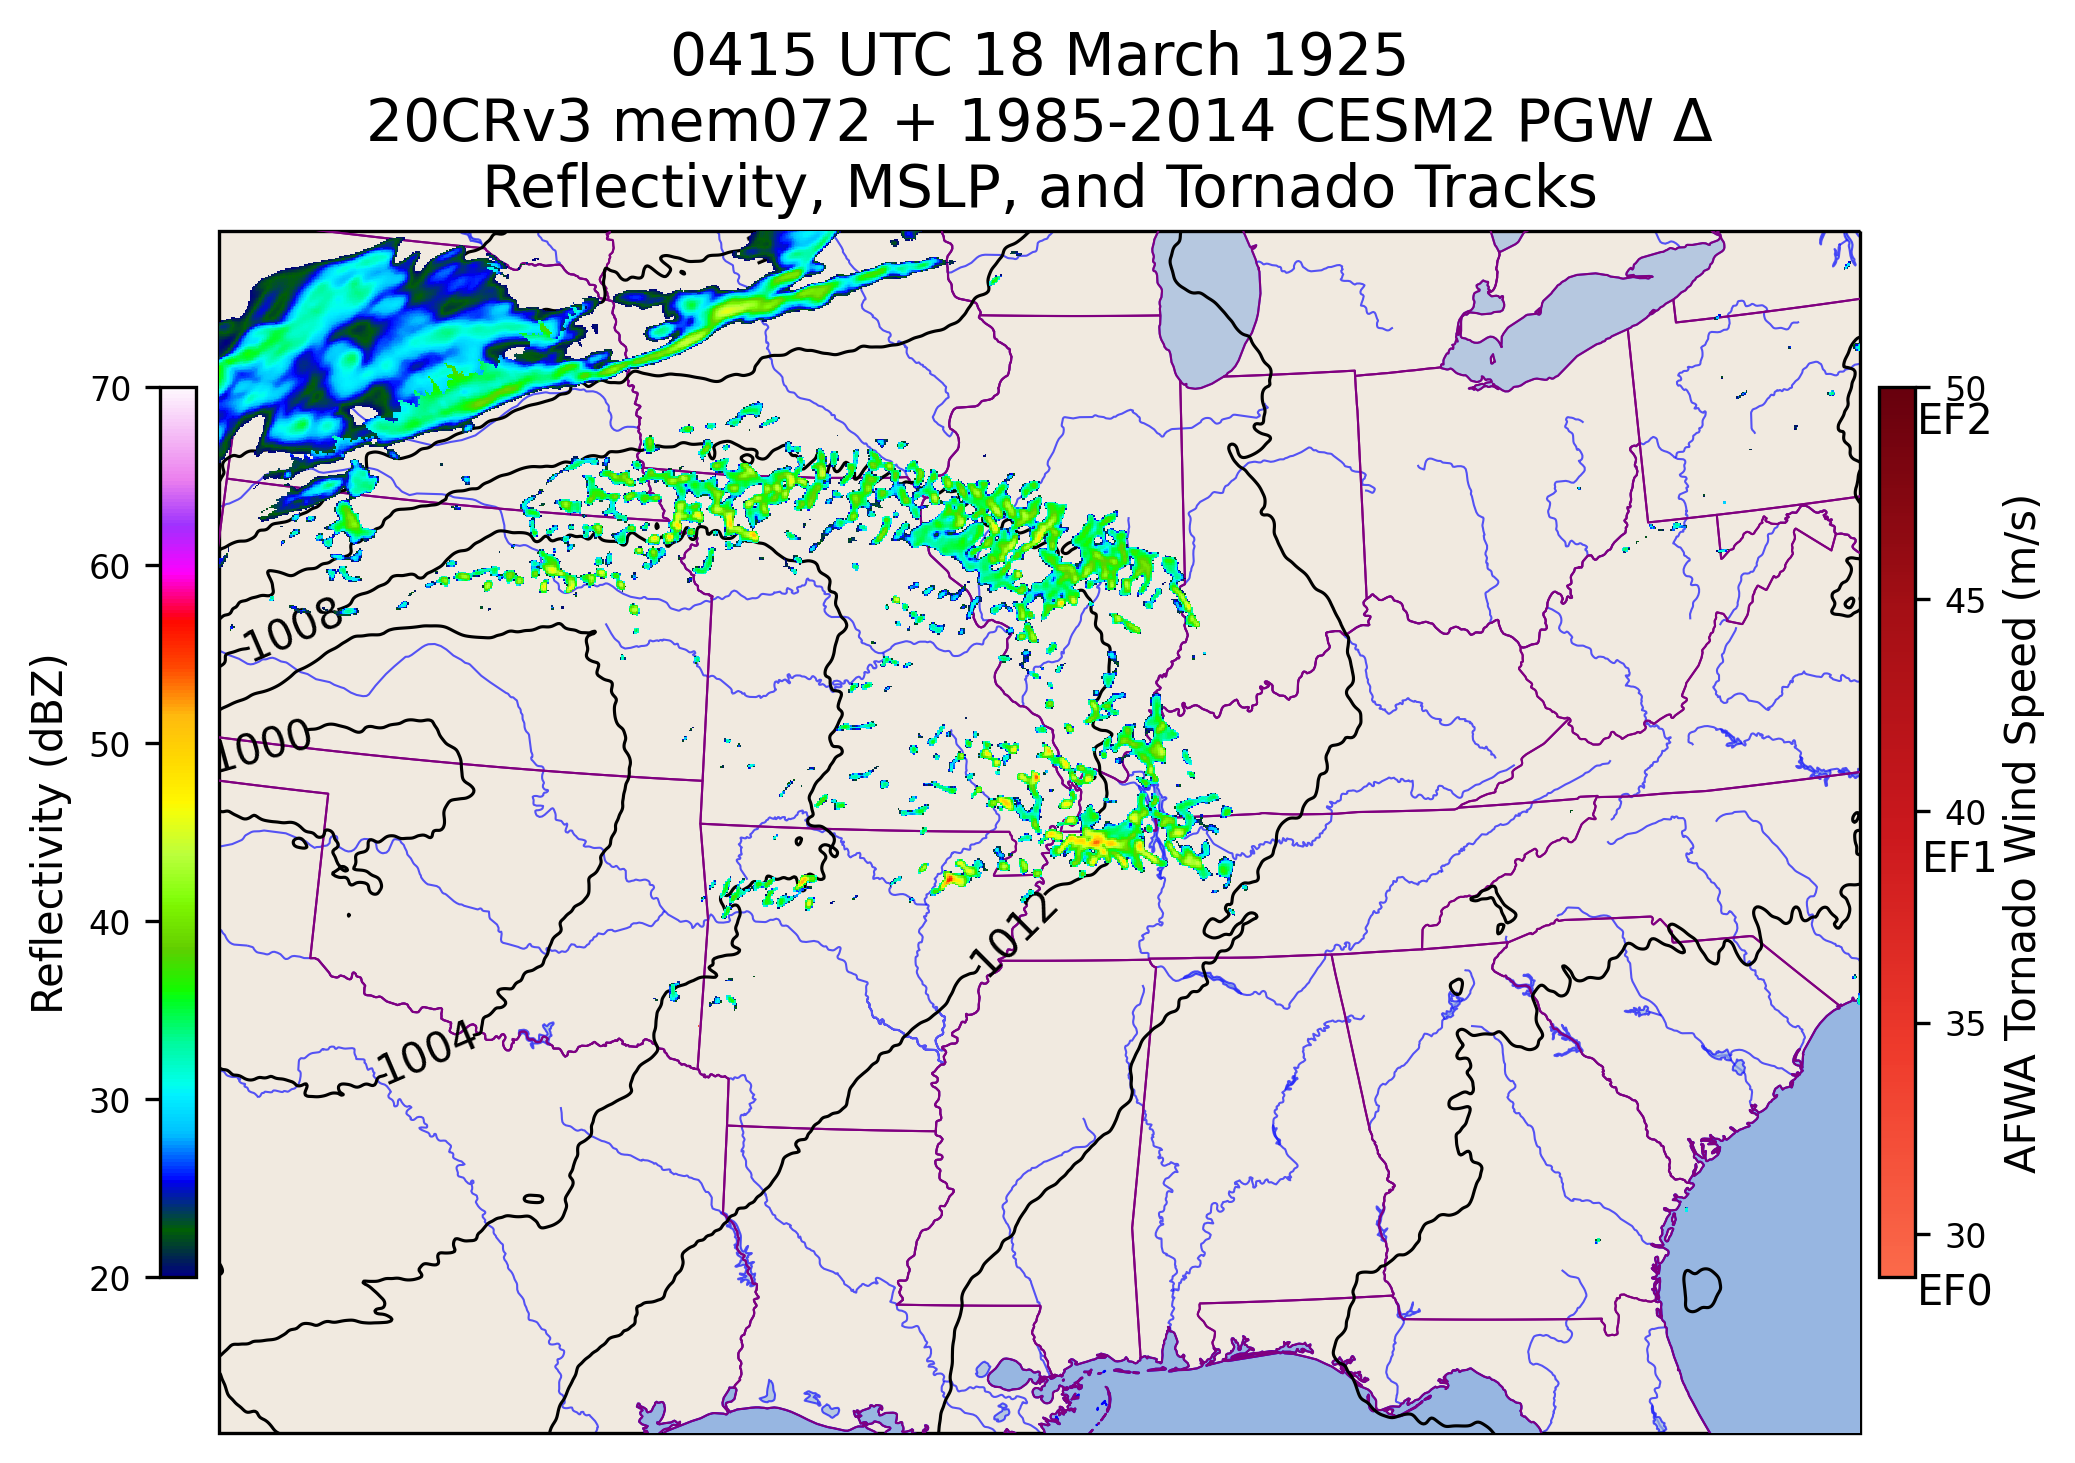 0415 UTC 18 March 1925
20CRv3 mem072 + 1985-2014 CESM2 PGW Δ
Reflectivity, MSLP, and Tornado Tracks
Reflectivity (dBZ)
70
60
50
40
30
20
1008
1000
1012
1004
50
EF2
45
40
EF1
35
30
EF0
AFWA Tornado Wind Speed (m/s)